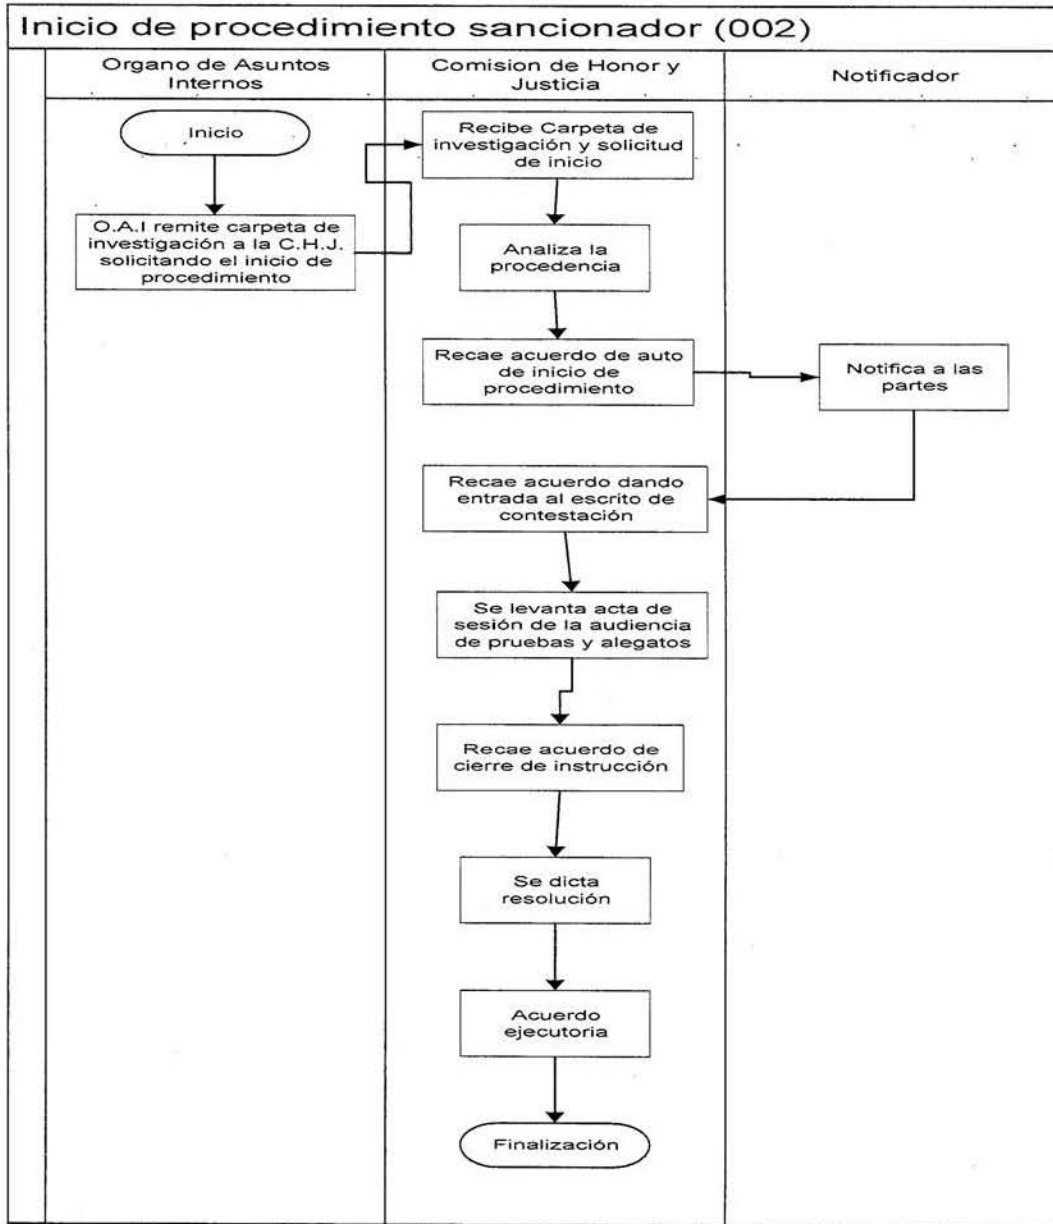 Inicio de procedimiento sancionador (002)
Organo de Asuntos
Internos
Comision de Honor y
Justicia
Notificador
Inicio
O.A.I remite carpeta de
investigación a la C.H.J.
solicitando el inicio de
procedimiento
Recibe Carpeta de
investigación y solicitud
de inicio
Analiza la
procedencia
Recae acuerdo de auto
de inicio de
procedimiento
Notifica a las
partes
Recae acuerdo dando
entrada al escrito de
contestación
Se levanta acta de
sesión de la audiencia
de pruebas y alegatos
Recae acuerdo de
cierre de instrucción
Se dicta
resolución
Acuerdo
ejecutoria
Finalización